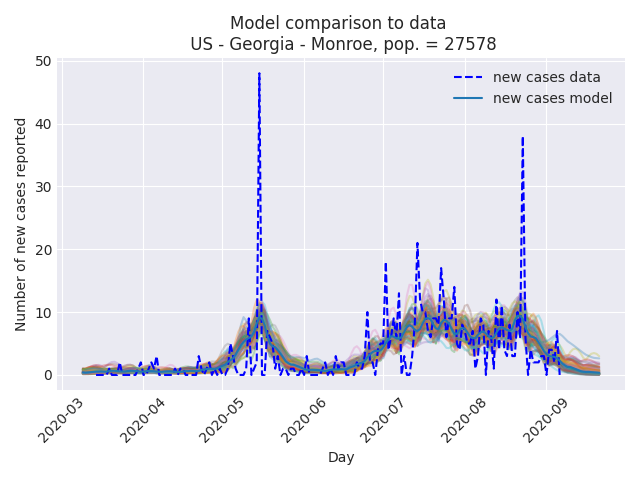 Model comparison to data
US - Georgia - Monroe, pop. = 27578
new cases data
new cases model
Number of new cases reported
50
40
30
20
10
0
2020-03
2020-04
2020-05
2020-06
2020-07
2020-08
2020-09
Day